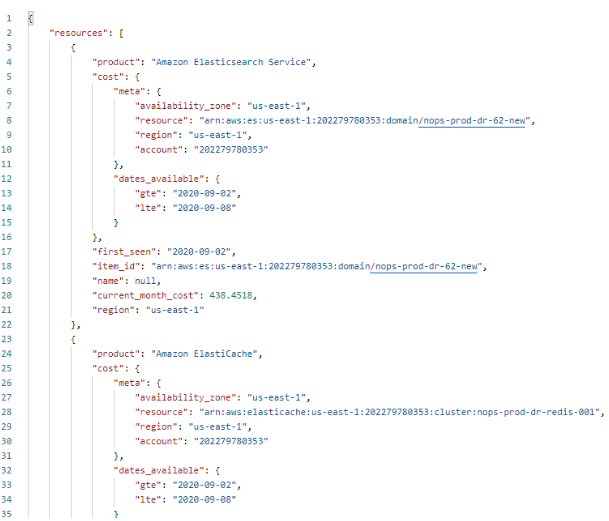 1 {
2     "resources": [
3         {
4             "product": "Amazon Elasticsearch Service",
5             "cost": {
6                 "meta": {
7                     "availability_zone": "us-east-1",
8                     "resource": "arn:aws:es:us-east-1:202279780353:domain/nops-prod-dr-62-new",
9                     "region": "us-east-1",
10                     "account": "202279780353"
11                 },
12                 "dates_available": {
13                     "gte": "2020-09-02",
14                     "lte": "2020-09-08"
15                 }
16             },
17             "first_seen": "2020-09-02",
18             "item_id": "arn:aws:es:us-east-1:202279780353:domain/nops-prod-dr-62-new",
19             "name": null,
20             "current_month_cost": 438.4518,
21             "region": "us-east-1"
22         },
23         {
24             "product": "Amazon ElastiCache",
25             "cost": {
26                 "meta": {
27                     "availability_zone": "us-east-1",
28                     "resource": "arn:aws:elasticache:us-east-1:202279780353:cluster:nops-prod-dr-redis-001",
29                     "region": "us-east-1",
30                     "account": "202279780353"
31                 },
32                 "dates_available": {
33                     "gte": "2020-09-02",
34                     "lte": "2020-09-08"
35                 }